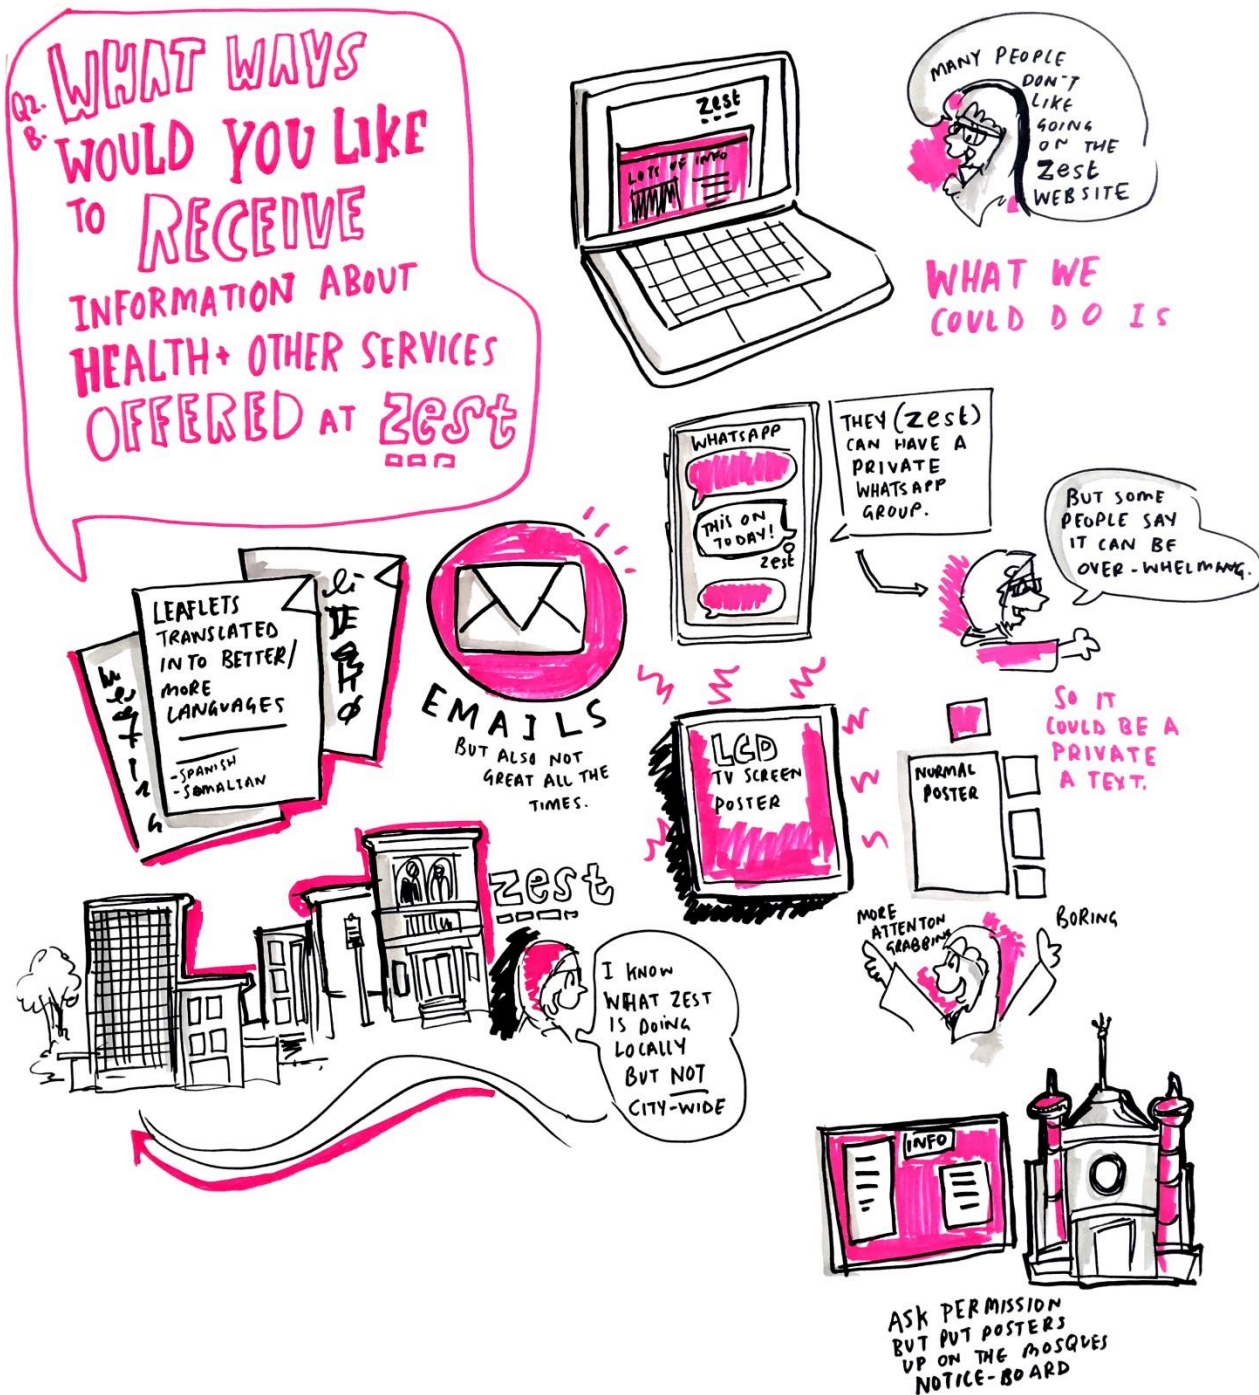 Q2. B. WHAT WAYS
WOULD YOU LIKE
TO RECEIVE
INFORMATION ABOUT
HEALTH + OTHER SERVICES
OFFERED AT zest
zest
LOTS OF INFO
MANY PEOPLE
DON'T
LIKE
GOING
ON THE
zest
WEBSITE
WHAT WE
COULD DO IS
WHATSAPP
THIS ON
TODAY!
zest
THEY (zest)
CAN HAVE A
PRIVATE
WHATSAPP
GROUP.
BUT SOME
PEOPLE SAY
IT CAN BE
OVER-WHELMANG.
SO IT
COULD BE A
PRIVATE
A TEXT.
LEAFLETS
TRANSLATED
INTO BETTER/
MORE
LANGUAGES
-SPANISH
-SOMALIAN
EMAILS
BUT ALSO NOT
GREAT ALL THE
TIMES.
LCD
TV SCREEN
POSTER
NORMAL
POSTER
MORE
ATTENTON
GRABBING
BORING
zest
I KNOW
WHAT ZEST
IS DOING
LOCALLY
BUT NOT
CITY-WIDE
INFO
ASK PERMISSION
BUT PUT POSTERS
UP ON THE MOSQUES
NOTICE-BOARD